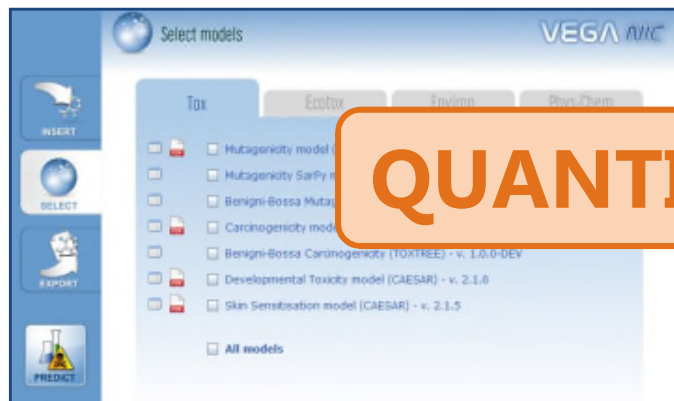 Select models
VEGA NIC
Tox
Ecotox
Environ
Phys-Chem
INSERT
Mutagenicity model
QUANTI
Mutagenicity SarPy
SELECT
Benigni-Bossa
Carcinogenicity
Benigni-Bossa Carcinogenicity (TOXTREE) - v. 1.0.0-DEV
EXPORT
Developmental Toxicity model (CAESAR) - v. 2.1.6
Skin Sensitisation model (CAESAR) - v. 2.1.5
All models
PREDICT